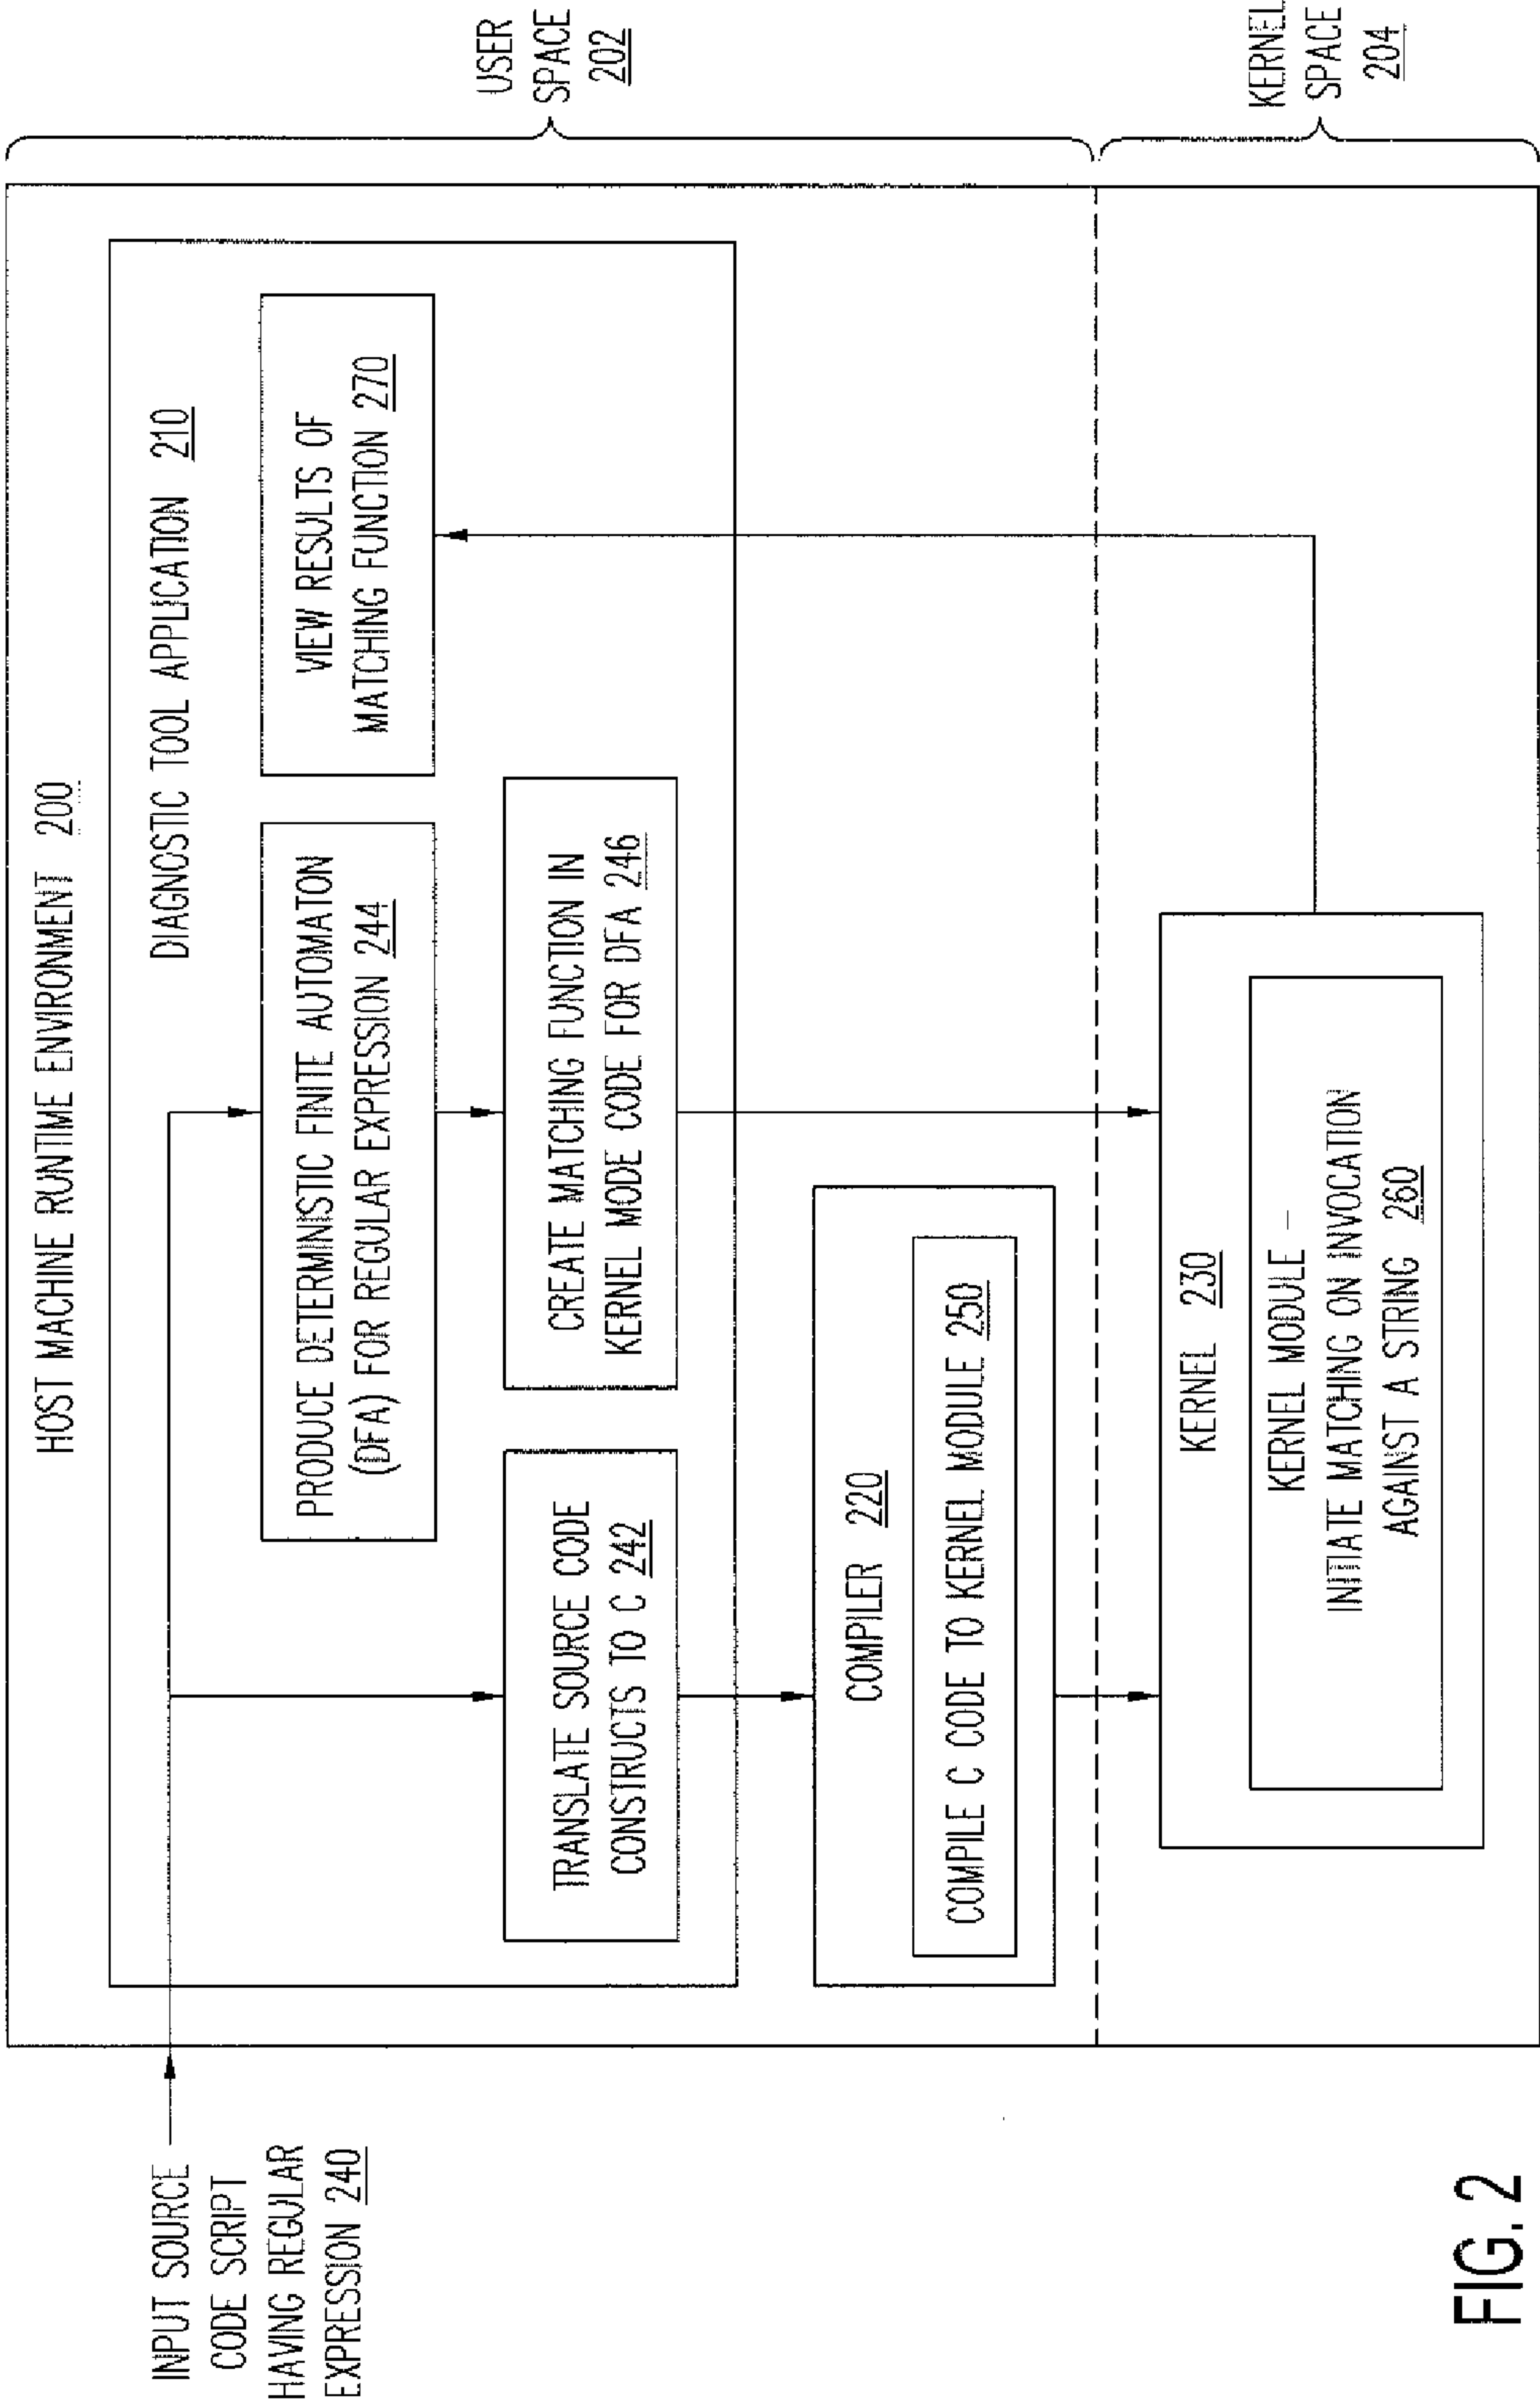 HOST MACHINE RUNTIME ENVIRONMENT 200
DIAGNOSTIC TOOL APPLICATION 210
INPUT SOURCE
CODE SCRIPT
HAVING REGULAR
EXPRESSION 240
PRODUCE DETERMINISTIC FINITE AUTOMATON
(DFA) FOR REGULAR EXPRESSION 244
VIEW RESULTS OF
MATCHING FUNCTION 270
TRANSLATE SOURCE CODE
CONSTRUCTS TO C 242
CREATE MATCHING FUNCTION IN
KERNEL MODE CODE FOR DFA 246
USER
SPACE
202
COMPILER 220
COMPILE C CODE TO KERNEL MODULE 250
KERNEL 230
KERNEL MODULE –
INITIATE MATCHING ON INVOCATION
AGAINST A STRING 260
KERNEL
SPACE
204
FIG. 2